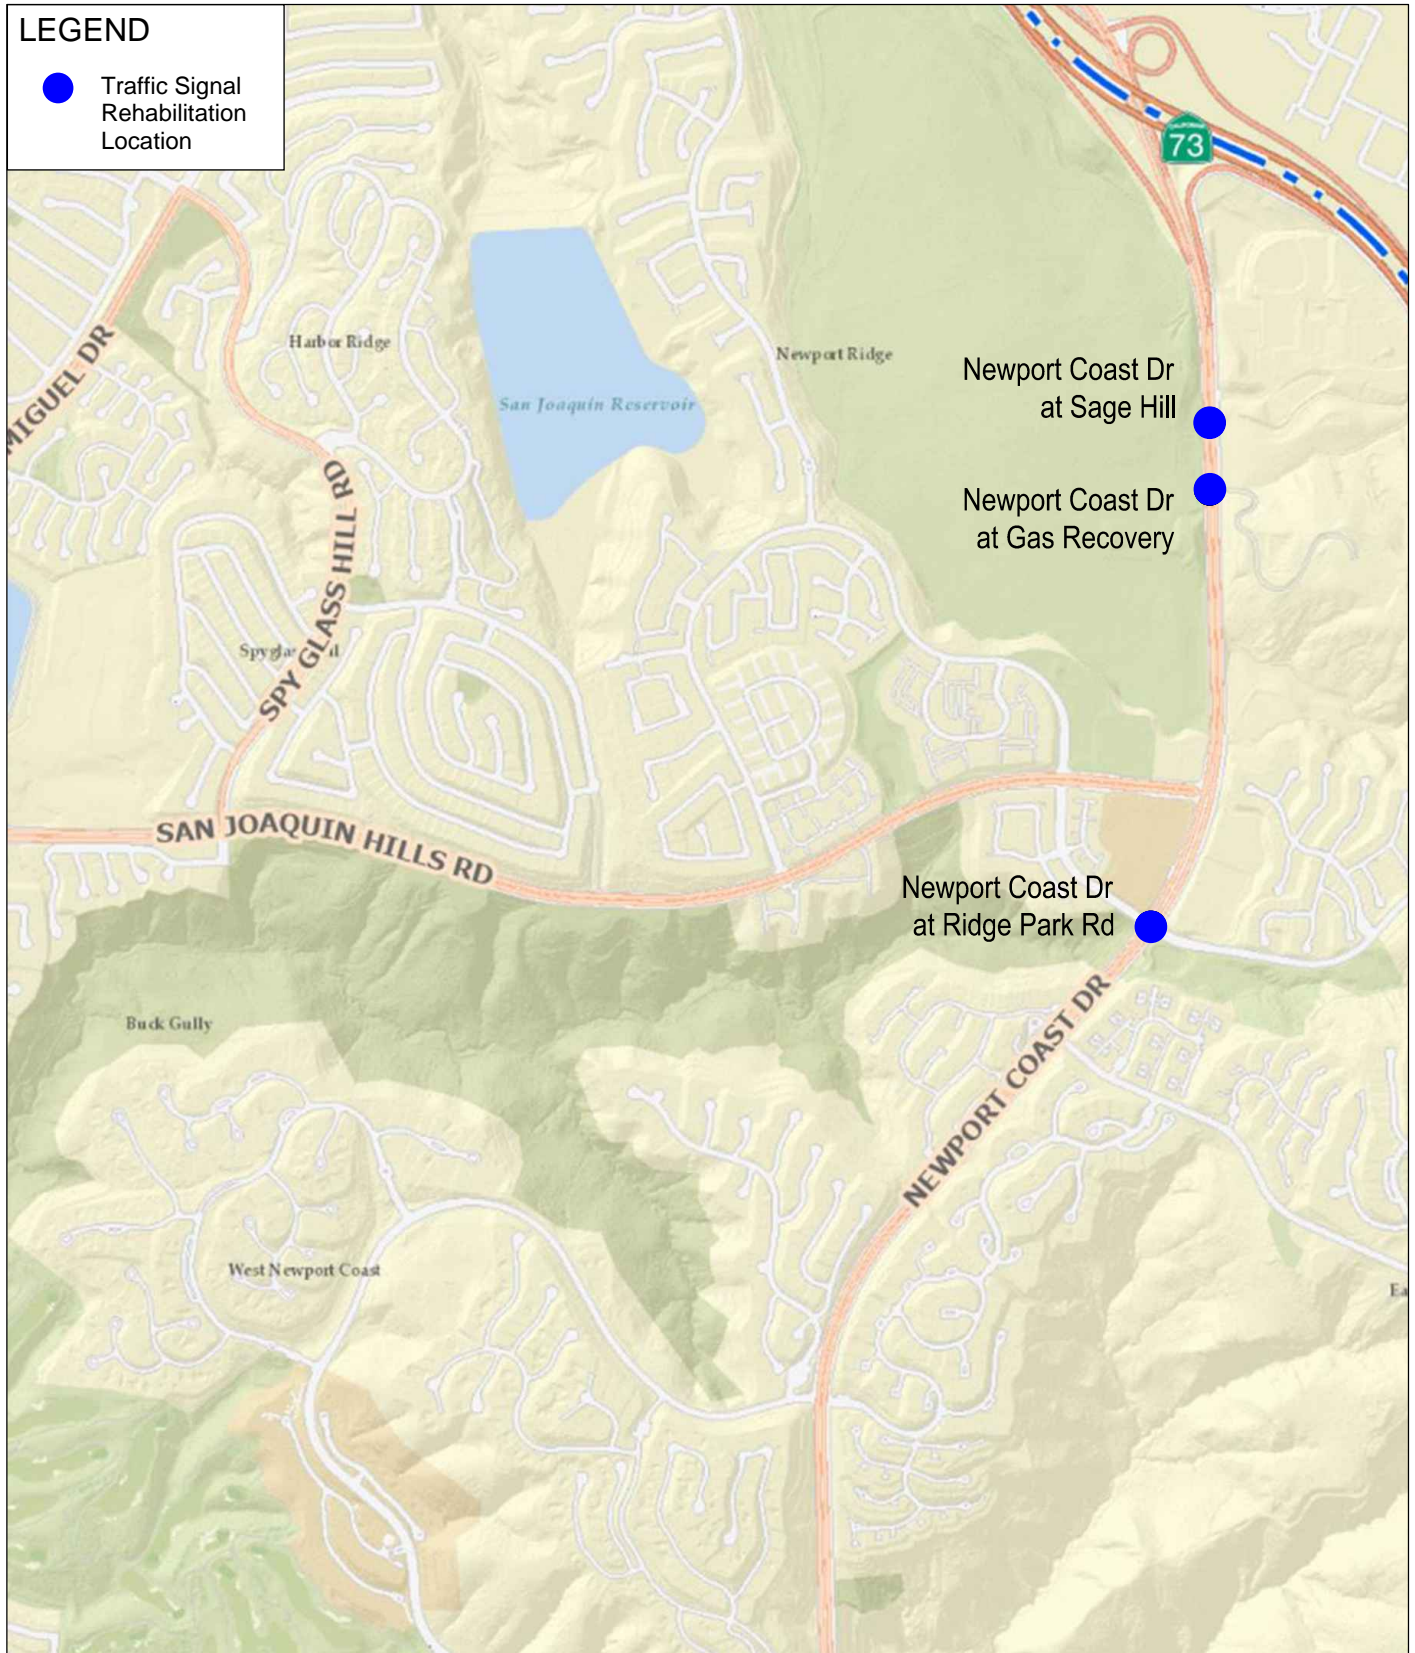 LEGEND
Traffic Signal
Rehabilitation
Location
CALIFORNIA
73
MIGUEL DR
Harbor Ridge
San Joaquin Reservoir
Newport Ridge
Newport Coast Dr
at Sage Hill
Newport Coast Dr
at Gas Recovery
SPY GLASS HILL RD
SAN JOAQUIN HILLS RD
Newport Coast Dr
at Ridge Park Rd
NEWPORT COAST DR
Buck Gully
West Newport Coast
Ea